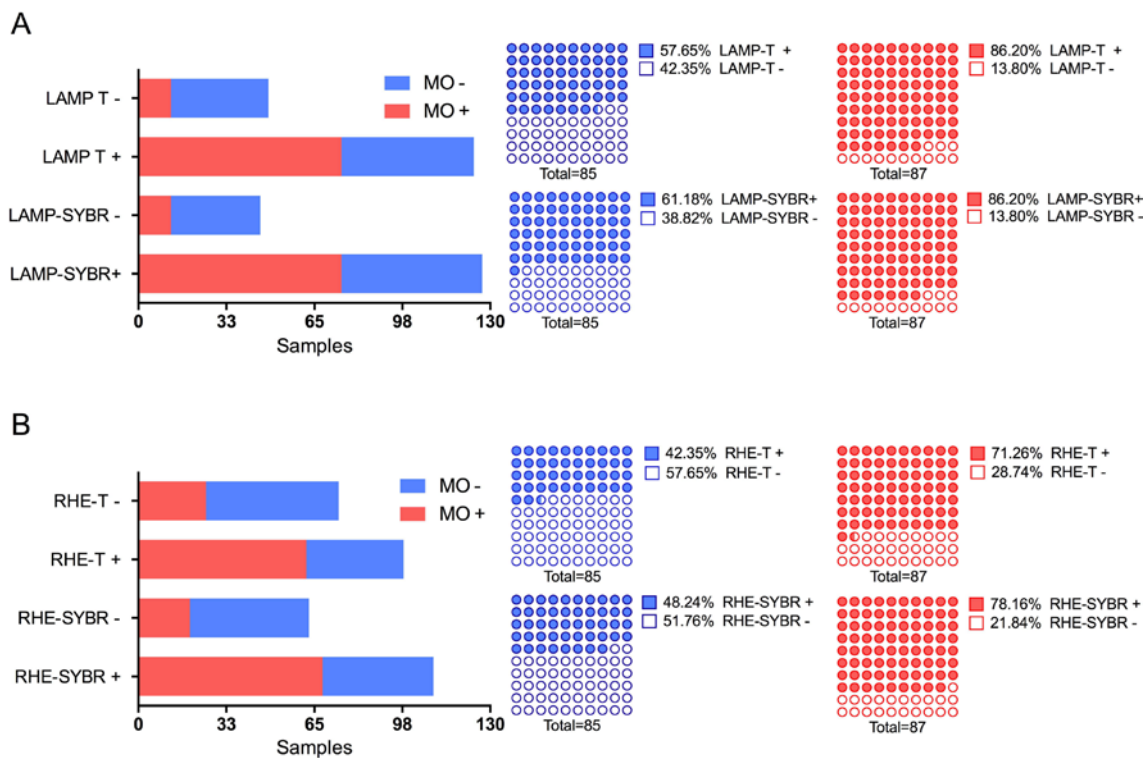 A
MO -
MO +
LAMP T -
LAMP T +
LAMP-SYBR -
LAMP-SYBR+
0 33 65 98 130
Samples
57.65% LAMP-T +
42.35% LAMP-T -
Total=85
86.20% LAMP-T +
13.80% LAMP-T -
Total=87
61.18% LAMP-SYBR+
38.82% LAMP-SYBR -
Total=85
86.20% LAMP-SYBR+
13.80% LAMP-SYBR -
Total=87
B
MO -
MO +
RHE-T -
RHE-T +
RHE-SYBR -
RHE-SYBR +
0 33 65 98 130
Samples
42.35% RHE-T +
57.65% RHE-T -
Total=85
71.26% RHE-T +
28.74% RHE-T -
Total=87
48.24% RHE-SYBR +
51.76% RHE-SYBR -
Total=85
78.16% RHE-SYBR +
21.84% RHE-SYBR -
Total=87